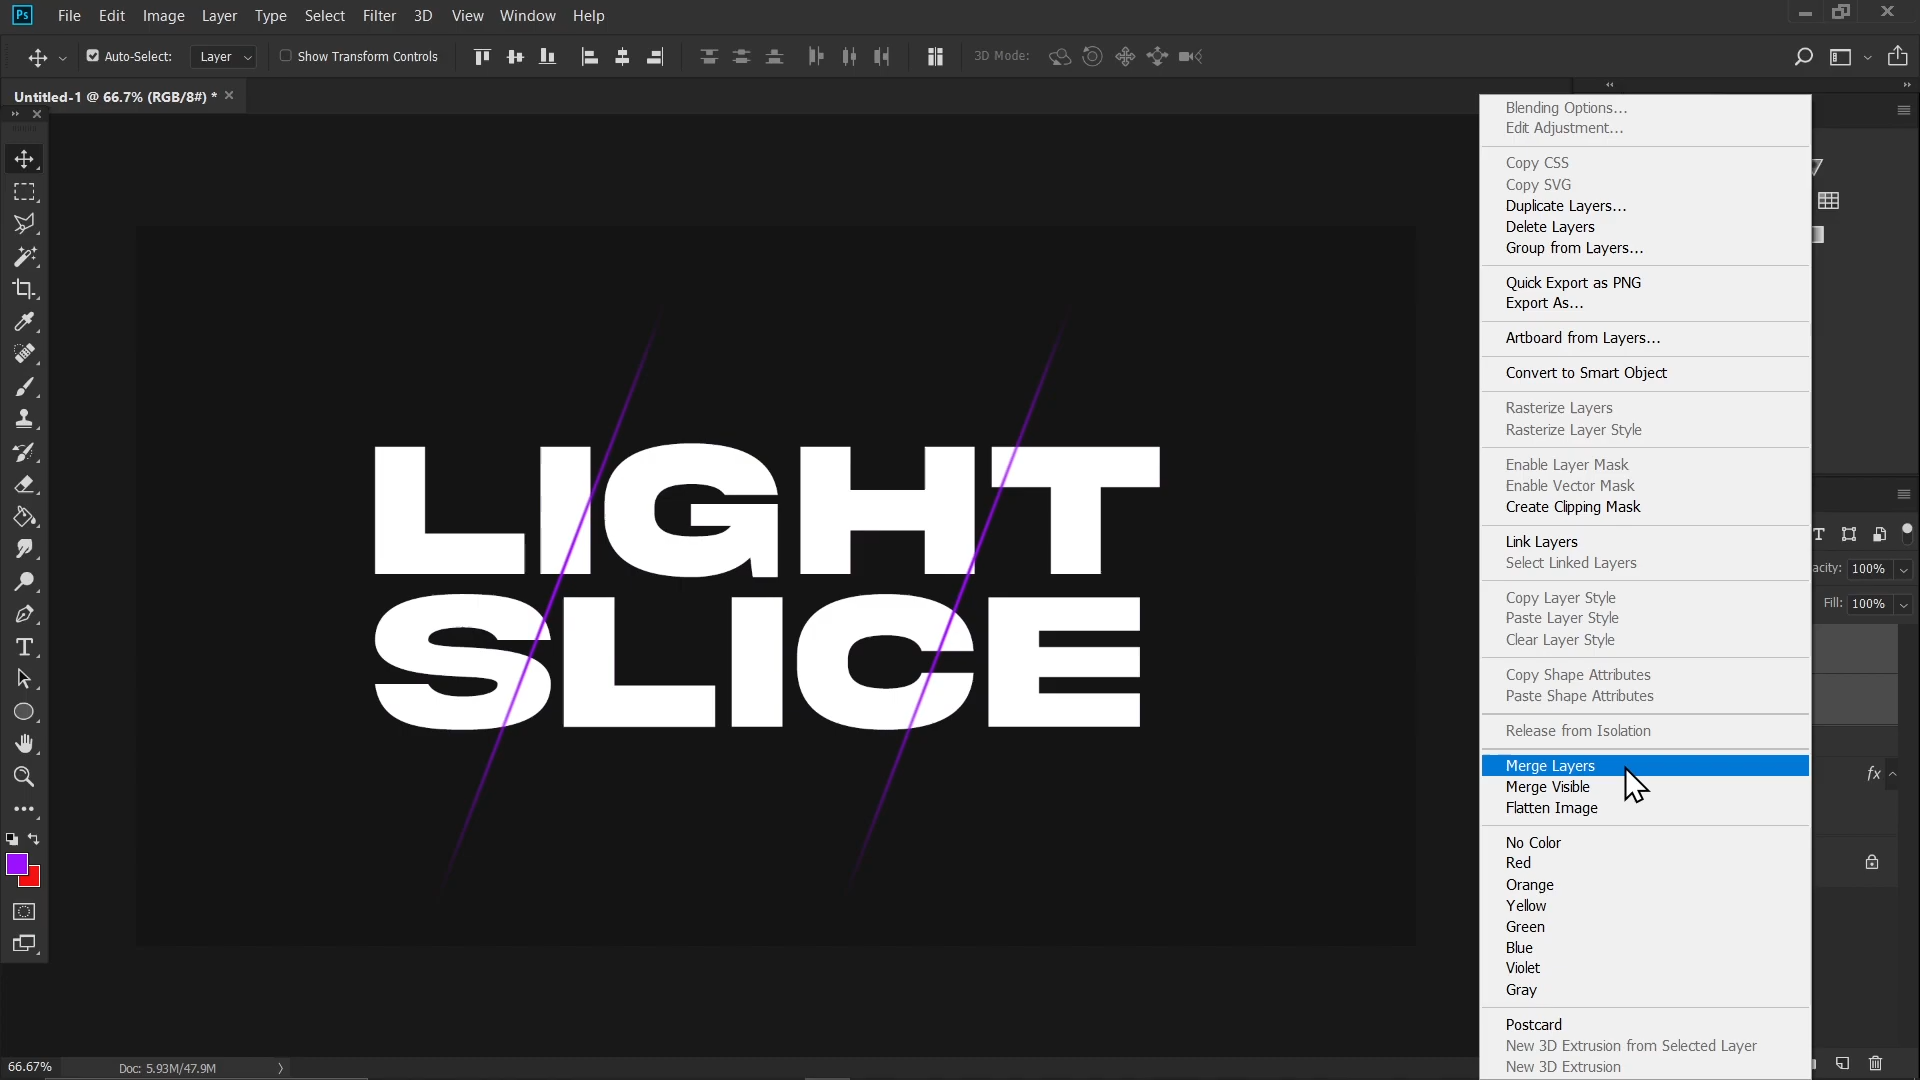 Ps File Edit Image Layer Type Select Filter 3D View Window Help
Auto-Select: Layer Show Transform Controls 3D Mode:
Untitled-1 @ 66.7% (RGB/8#) *
LIGHT
SLICE
Blending Options...
Edit Adjustment...
Copy CSS
Copy SVG
Duplicate Layers...
Delete Layers
Group from Layers...
Quick Export as PNG
Export As...
Artboard from Layers...
Convert to Smart Object
Rasterize Layers
Rasterize Layer Style
Enable Layer Mask
Enable Vector Mask
Create Clipping Mask
Link Layers
Select Linked Layers
Copy Layer Style
Paste Layer Style
Clear Layer Style
Copy Shape Attributes
Paste Shape Attributes
Release from Isolation
Merge Layers
Merge Visible
Flatten Image
No Color
Red
Orange
Yellow
Green
Blue
Violet
Gray
Postcard
New 3D Extrusion from Selected Layer
New 3D Extrusion
acity: 100%
Fill: 100%
fx
66.67% Doc: 5.93M/47.9M